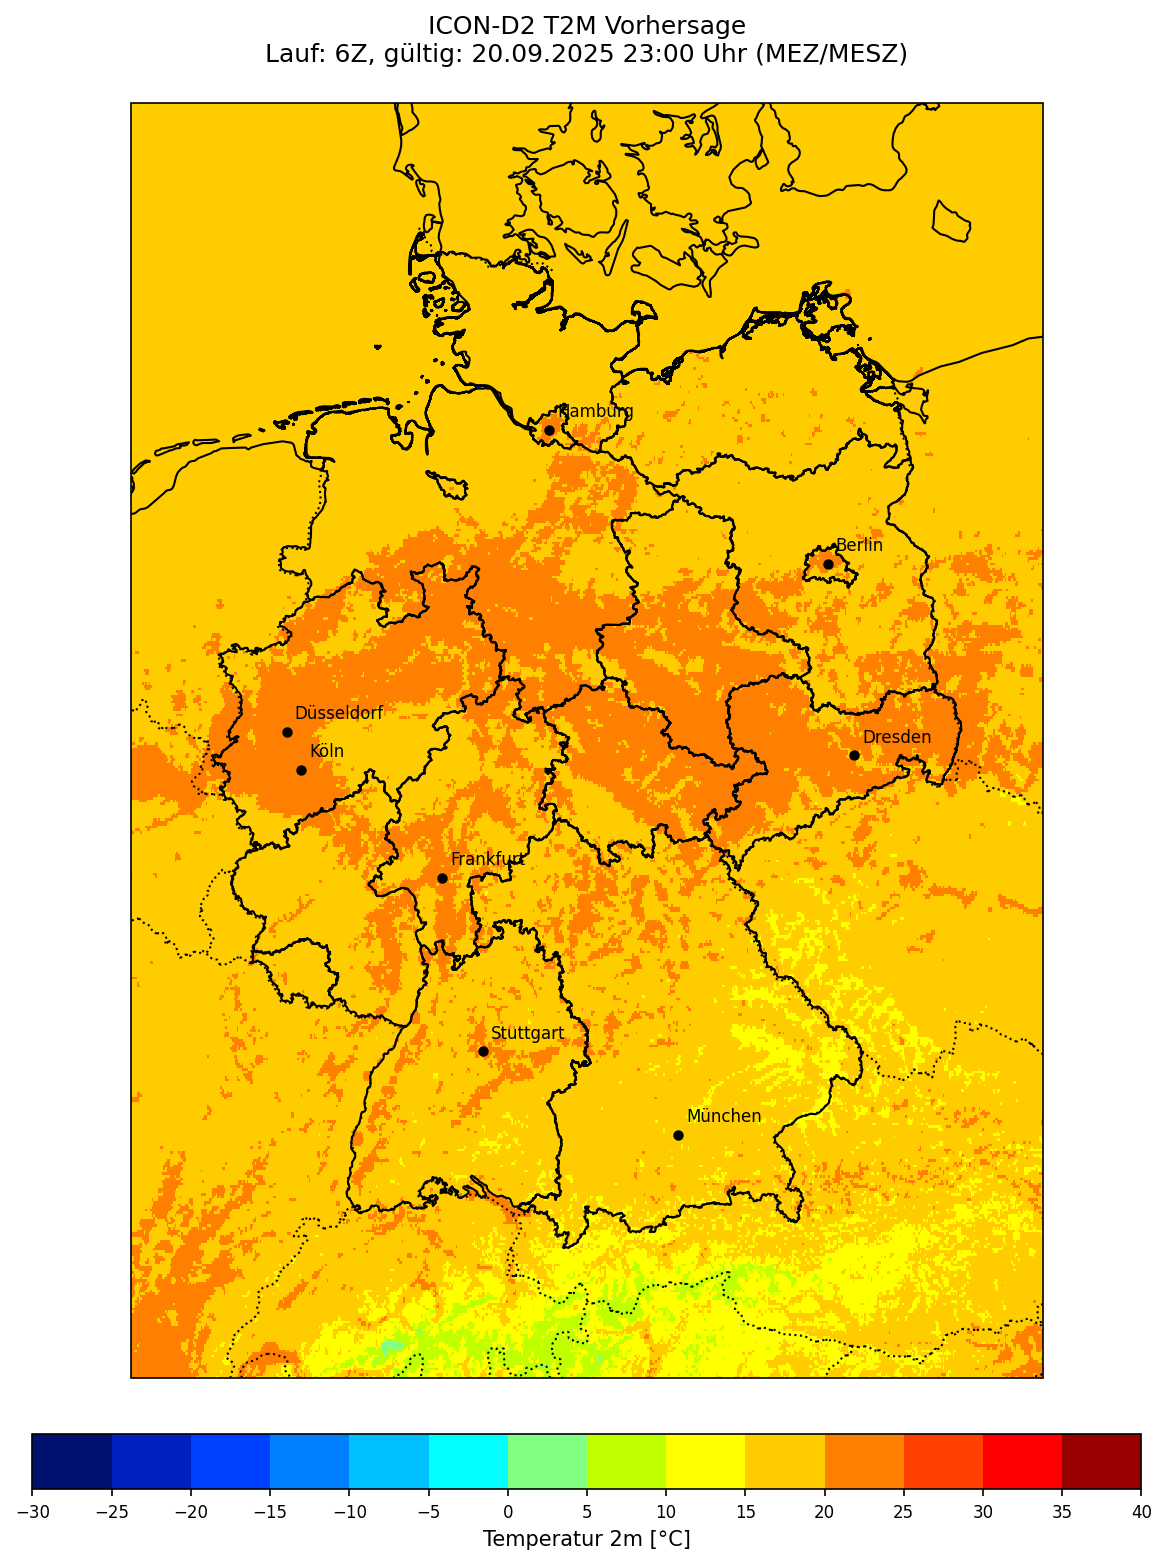 ICON-D2 T2M Vorhersage
Lauf: 6Z, gültig: 20.09.2025 23:00 Uhr (MEZ/MESZ)
Hamburg
Berlin
Düsseldorf
Köln
Dresden
Frankfurt
Stuttgart
München
−30 −25 −20 −15 −10 −5 0 5 10 15 20 25 30 35 40
Temperatur 2m [°C]